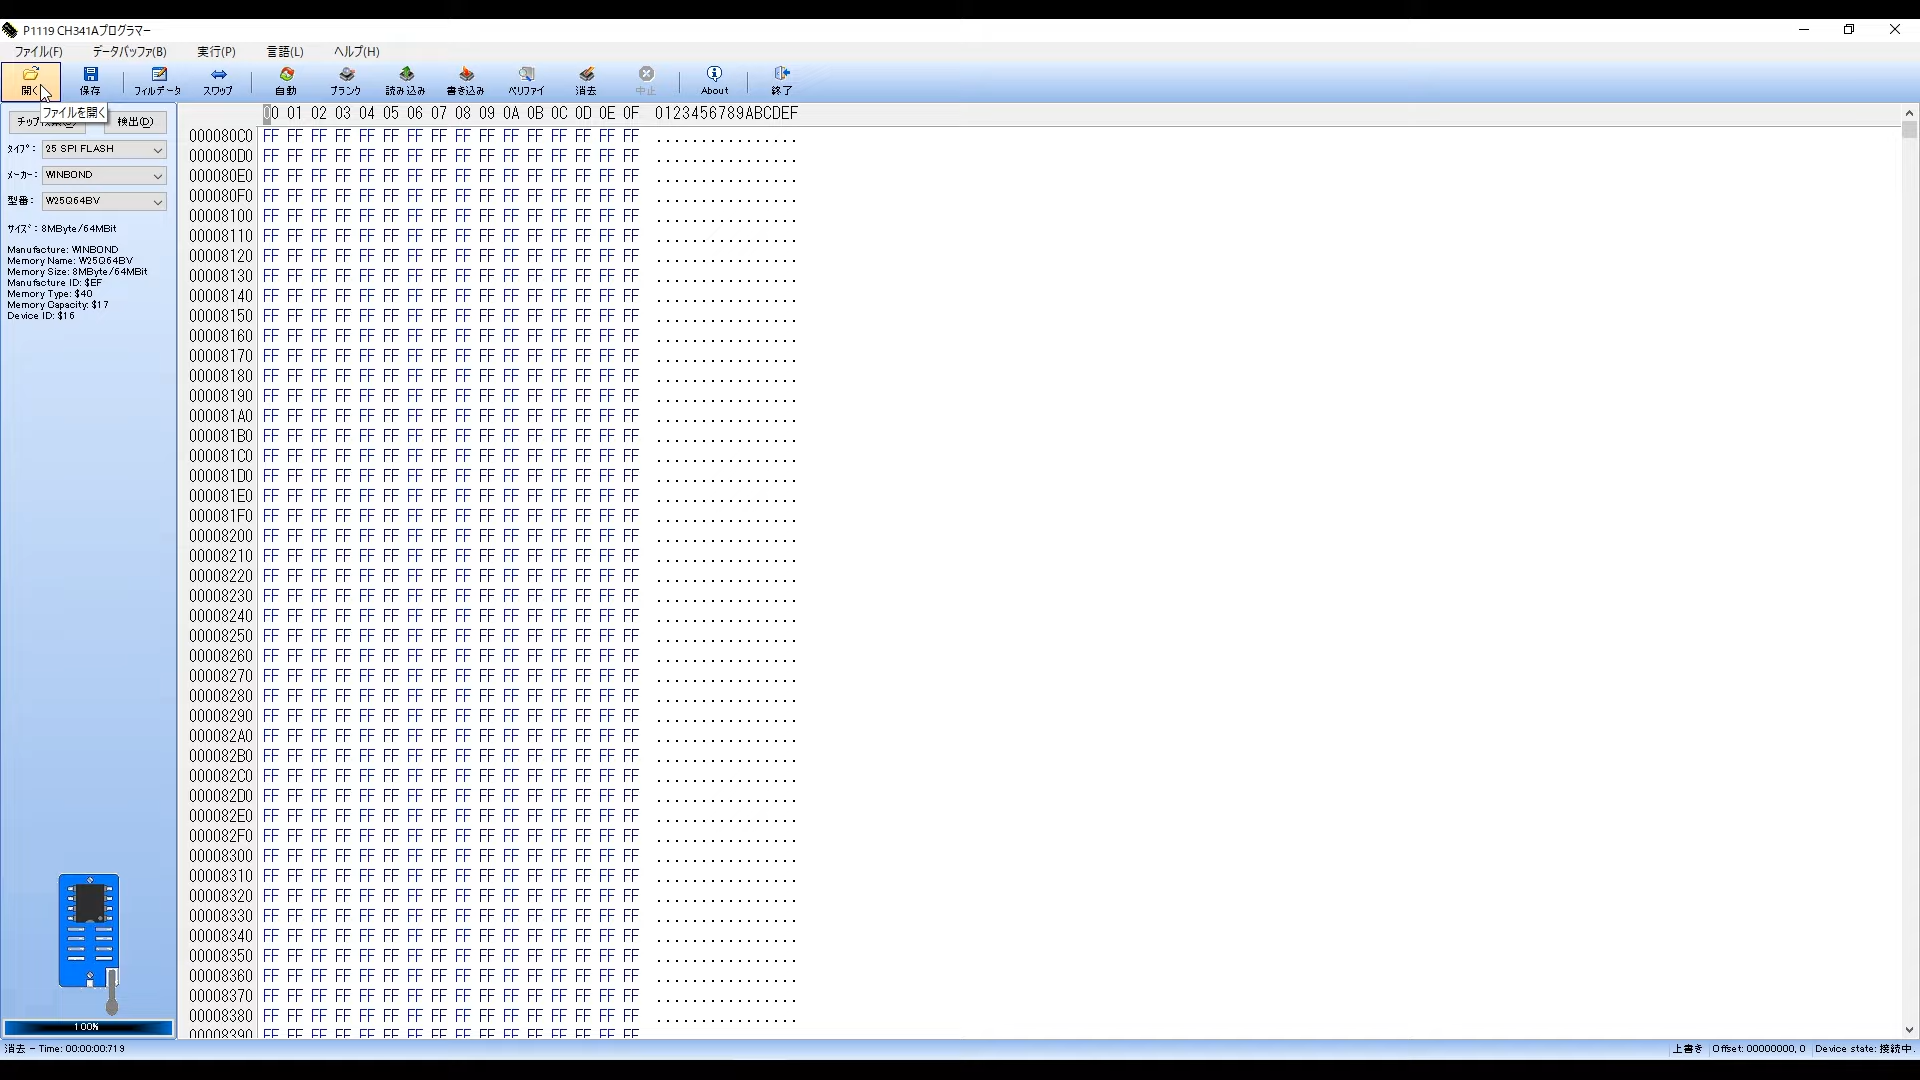 P1119 CH341Aプログラマー
ファイル(F) データバッファ(B) 実行(P) 言語(L) ヘルプ(H)
開く 保存 フィルデータ スワップ 自動 ブランク 読み込み 書き込み ベリファイ 消去 中止 About 終了
ファイルを開く
検出(D)
タイプ: 25 SPI FLASH
メーカー: WINBOND
型番: W25Q64BV
サイズ: 8MByte/64MBit
Manufacture: WINBOND
Memory Name: W25Q64BV
Memory Size: 8MByte/64MBit
Manufacture ID: $EF
Memory Type: $40
Memory Capacity: $17
Device ID: $16
00 01 02 03 04 05 06 07 08 09 0A 0B 0C 0D 0E 0F 0123456789ABCDEF
000080C0 FF FF FF FF FF FF FF FF FF FF FF FF FF FF FF FF ................
000080D0 FF FF FF FF FF FF FF FF FF FF FF FF FF FF FF FF ................
000080E0 FF FF FF FF FF FF FF FF FF FF FF FF FF FF FF FF ................
000080F0 FF FF FF FF FF FF FF FF FF FF FF FF FF FF FF FF ................
00008100 FF FF FF FF FF FF FF FF FF FF FF FF FF FF FF FF ................
00008110 FF FF FF FF FF FF FF FF FF FF FF FF FF FF FF FF ................
00008120 FF FF FF FF FF FF FF FF FF FF FF FF FF FF FF FF ................
00008130 FF FF FF FF FF FF FF FF FF FF FF FF FF FF FF FF ................
00008140 FF FF FF FF FF FF FF FF FF FF FF FF FF FF FF FF ................
00008150 FF FF FF FF FF FF FF FF FF FF FF FF FF FF FF FF ................
00008160 FF FF FF FF FF FF FF FF FF FF FF FF FF FF FF FF ................
00008170 FF FF FF FF FF FF FF FF FF FF FF FF FF FF FF FF ................
00008180 FF FF FF FF FF FF FF FF FF FF FF FF FF FF FF FF ................
00008190 FF FF FF FF FF FF FF FF FF FF FF FF FF FF FF FF ................
000081A0 FF FF FF FF FF FF FF FF FF FF FF FF FF FF FF FF ................
000081B0 FF FF FF FF FF FF FF FF FF FF FF FF FF FF FF FF ................
000081C0 FF FF FF FF FF FF FF FF FF FF FF FF FF FF FF FF ................
000081D0 FF FF FF FF FF FF FF FF FF FF FF FF FF FF FF FF ................
000081E0 FF FF FF FF FF FF FF FF FF FF FF FF FF FF FF FF ................
000081F0 FF FF FF FF FF FF FF FF FF FF FF FF FF FF FF FF ................
00008200 FF FF FF FF FF FF FF FF FF FF FF FF FF FF FF FF ................
00008210 FF FF FF FF FF FF FF FF FF FF FF FF FF FF FF FF ................
00008220 FF FF FF FF FF FF FF FF FF FF FF FF FF FF FF FF ................
00008230 FF FF FF FF FF FF FF FF FF FF FF FF FF FF FF FF ................
00008240 FF FF FF FF FF FF FF FF FF FF FF FF FF FF FF FF ................
00008250 FF FF FF FF FF FF FF FF FF FF FF FF FF FF FF FF ................
00008260 FF FF FF FF FF FF FF FF FF FF FF FF FF FF FF FF ................
00008270 FF FF FF FF FF FF FF FF FF FF FF FF FF FF FF FF ................
00008280 FF FF FF FF FF FF FF FF FF FF FF FF FF FF FF FF ................
00008290 FF FF FF FF FF FF FF FF FF FF FF FF FF FF FF FF ................
000082A0 FF FF FF FF FF FF FF FF FF FF FF FF FF FF FF FF ................
000082B0 FF FF FF FF FF FF FF FF FF FF FF FF FF FF FF FF ................
000082C0 FF FF FF FF FF FF FF FF FF FF FF FF FF FF FF FF ................
000082D0 FF FF FF FF FF FF FF FF FF FF FF FF FF FF FF FF ................
000082E0 FF FF FF FF FF FF FF FF FF FF FF FF FF FF FF FF ................
000082F0 FF FF FF FF FF FF FF FF FF FF FF FF FF FF FF FF ................
00008300 FF FF FF FF FF FF FF FF FF FF FF FF FF FF FF FF ................
00008310 FF FF FF FF FF FF FF FF FF FF FF FF FF FF FF FF ................
00008320 FF FF FF FF FF FF FF FF FF FF FF FF FF FF FF FF ................
00008330 FF FF FF FF FF FF FF FF FF FF FF FF FF FF FF FF ................
00008340 FF FF FF FF FF FF FF FF FF FF FF FF FF FF FF FF ................
00008350 FF FF FF FF FF FF FF FF FF FF FF FF FF FF FF FF ................
00008360 FF FF FF FF FF FF FF FF FF FF FF FF FF FF FF FF ................
00008370 FF FF FF FF FF FF FF FF FF FF FF FF FF FF FF FF ................
00008380 FF FF FF FF FF FF FF FF FF FF FF FF FF FF FF FF ................
00008390 FF FF FF FF FF FF FF FF FF FF FF FF FF FF FF FF
100%
消去 - Time: 00:00:00:719 上書き Offset: 00000000, 0 Device state: 接続中.